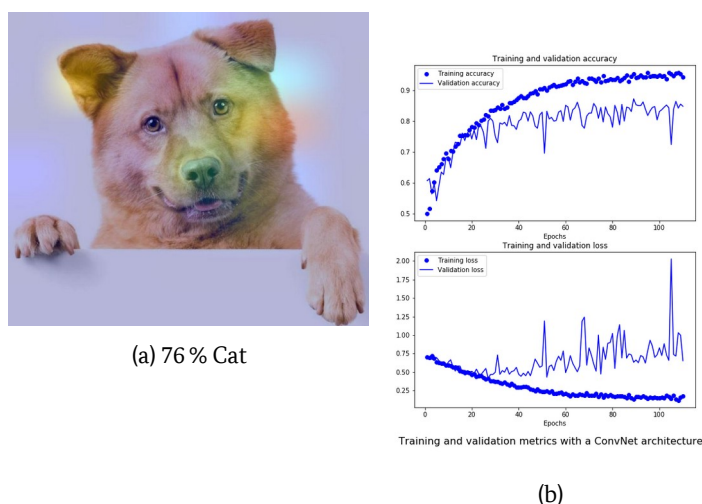 (a) 76 % Cat
Training and validation accuracy
Training accuracy
Validation accuracy
0.9
0.8
0.7
0.6
0.5
0 20 40 60 80 100
Epochs
Training and validation loss
Training loss
Validation loss
2.00
1.75
1.50
1.25
1.00
0.75
0.50
0.25
0 20 40 60 80 100
Epochs
Training and validation metrics with a ConvNet architecture
(b)